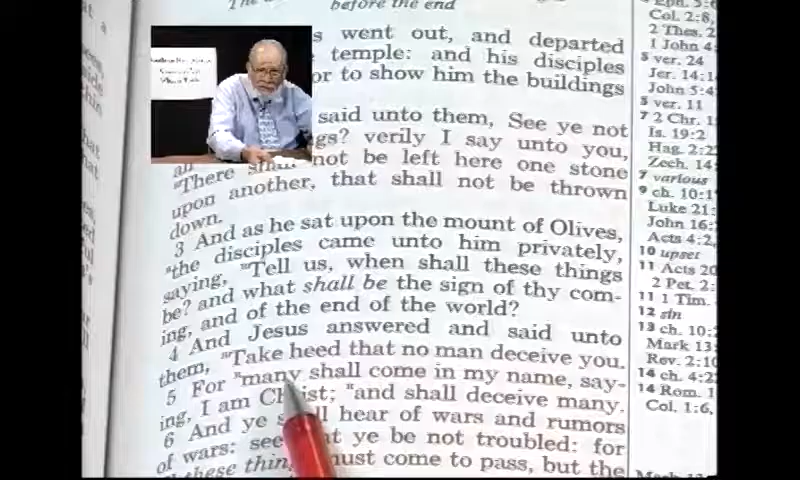 before the end
s went out, and departed
temple: and his disciples
or to show him the buildings
said unto them, See ye not
gs? verily I say unto you,
"There shall not be left here one stone
upon another, that shall not be thrown
down.
3 And as he sat upon the mount of Olives,
"the disciples came unto him privately,
saying, "Tell us, when shall these things
be? and what shall be the sign of thy com-
ing, and of the end of the world?
4 And Jesus answered and said unto
them, "Take heed that no man deceive you.
5 For "many shall come in my name, say-
ing, I am Christ; "and shall deceive many.
6 And ye shall hear of wars and rumors
of wars: see that ye be not troubled: for
these things must come to pass, but the
Col. 2:8,
2 Thes. 2
1 John 4:
5 ver. 24
Jer. 14:1
John 5:4
5 ver. 11
7 2 Chr. 1
Is. 19:2
Hag. 2:2
Zech. 14:
7 various
9 ch. 10:1
Luke 21:
John 16:
Acts 4:2,
10 upset
11 Acts 20
2 Pet. 2:
11 1 Tim.
12 sin
13 ch. 10:
Mark 13:
Rev. 2:10
14 ch. 4:2
14 Rom. 1
Col. 1:6,